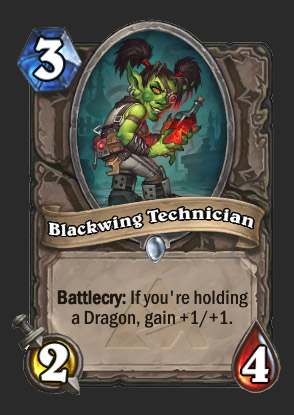 3
Blackwing Technician
Battlecry: If you're holding
a Dragon, gain +1/+1.
2
4